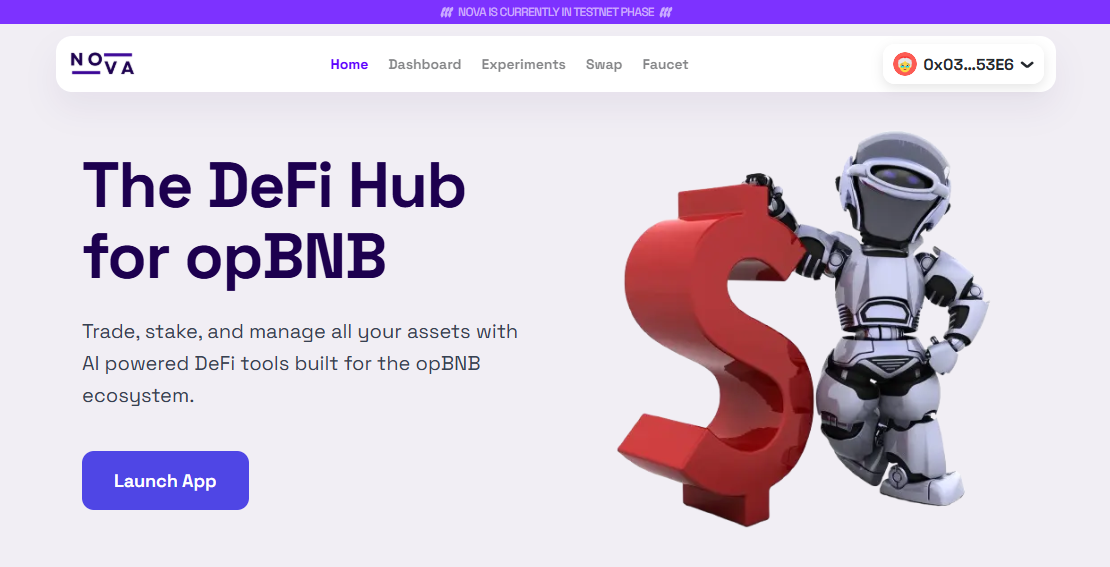 NOVA IS CURRENTLY IN TESTNET PHASE
NOVA
Home Dashboard Experiments Swap Faucet
0x03...53E6
The DeFi Hub
for opBNB
Trade, stake, and manage all your assets with
AI powered DeFi tools built for the opBNB
ecosystem.
Launch App